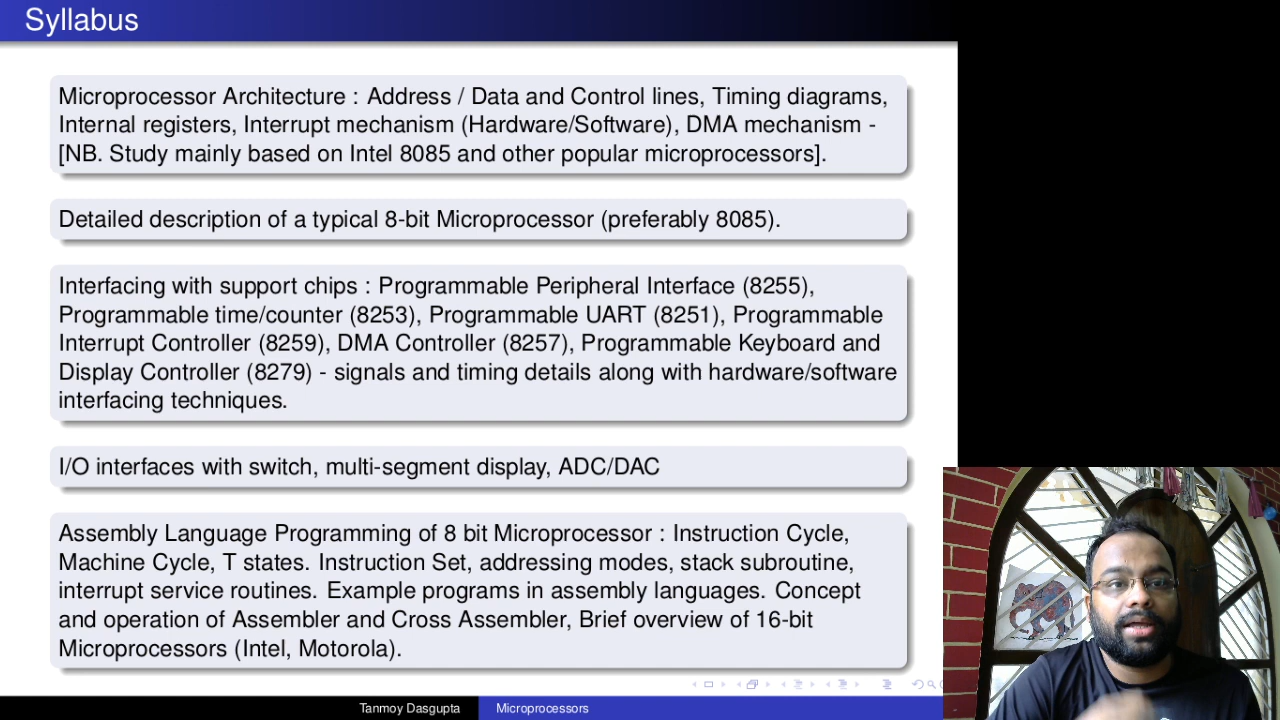 Syllabus
Microprocessor Architecture : Address / Data and Control lines, Timing diagrams,
Internal registers, Interrupt mechanism (Hardware/Software), DMA mechanism -
[NB. Study mainly based on Intel 8085 and other popular microprocessors].
Detailed description of a typical 8-bit Microprocessor (preferably 8085).
Interfacing with support chips : Programmable Peripheral Interface (8255),
Programmable time/counter (8253), Programmable UART (8251), Programmable
Interrupt Controller (8259), DMA Controller (8257), Programmable Keyboard and
Display Controller (8279) - signals and timing details along with hardware/software
interfacing techniques.
I/O interfaces with switch, multi-segment display, ADC/DAC
Assembly Language Programming of 8 bit Microprocessor : Instruction Cycle,
Machine Cycle, T states. Instruction Set, addressing modes, stack subroutine,
interrupt service routines. Example programs in assembly languages. Concept
and operation of Assembler and Cross Assembler, Brief overview of 16-bit
Microprocessors (Intel, Motorola).
Tanmoy Dasgupta Microprocessors